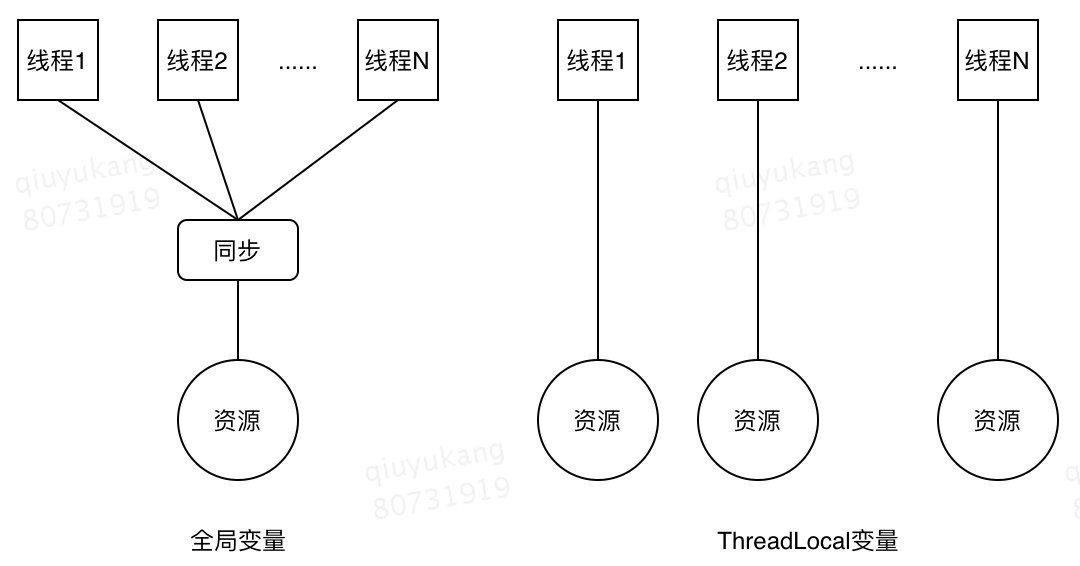 线程1 线程2 ...... 线程N
线程1 线程2 ...... 线程N
qiuyukang
80731919
qiuyukang
80731919
同步
资源
资源 资源 资源
qiuyukang
80731919
全局变量
ThreadLocal变量